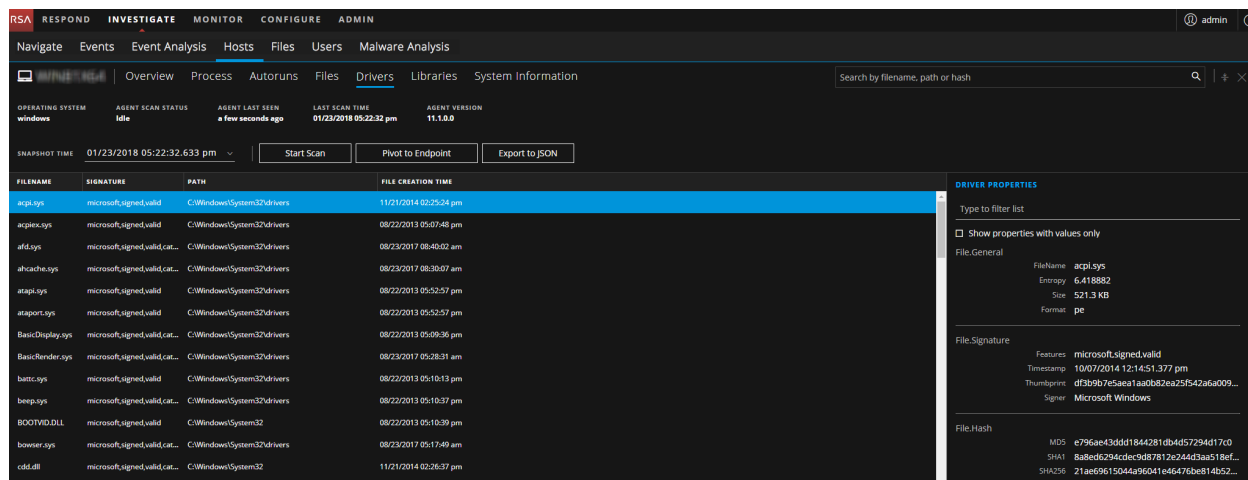 RSA RESPOND INVESTIGATE MONITOR CONFIGURE ADMIN admin
Navigate Events Event Analysis Hosts Files Users Malware Analysis
Overview Process Autoruns Files Drivers Libraries System Information Search by filename, path or hash
OPERATING SYSTEM AGENT SCAN STATUS AGENT LAST SEEN LAST SCAN TIME AGENT VERSION
windows Idle a few seconds ago 01/23/2018 05:22:32 pm 11.1.0.0
SNAPSHOT TIME 01/23/2018 05:22:32.633 pm Start Scan Pivot to Endpoint Export to JSON
FILENAME SIGNATURE PATH FILE CREATION TIME
acpi.sys microsoft,signed,valid C:\Windows\System32\drivers 11/21/2014 02:25:24 pm
acpiex.sys microsoft,signed,valid C:\Windows\System32\drivers 08/22/2013 05:07:48 pm
afd.sys microsoft,signed,valid,cat... C:\Windows\System32\drivers 08/23/2017 08:40:02 am
ahcache.sys microsoft,signed,valid,cat... C:\Windows\System32\drivers 08/23/2017 08:30:07 am
atapi.sys microsoft,signed,valid C:\Windows\System32\drivers 08/22/2013 05:52:57 pm
ataport.sys microsoft,signed,valid C:\Windows\System32\drivers 08/22/2013 05:52:57 pm
BasicDisplay.sys microsoft,signed,valid,cat... C:\Windows\System32\drivers 08/22/2013 05:09:36 pm
BasicRender.sys microsoft,signed,valid,cat... C:\Windows\System32\drivers 08/23/2017 05:28:31 am
battc.sys microsoft,signed,valid C:\Windows\System32\drivers 08/22/2013 05:10:13 pm
beep.sys microsoft,signed,valid,cat... C:\Windows\System32\drivers 08/22/2013 05:10:37 pm
BOOTVID.DLL microsoft,signed,valid C:\Windows\System32 08/22/2013 05:10:39 pm
bowser.sys microsoft,signed,valid,cat... C:\Windows\System32\drivers 08/23/2017 05:17:49 am
cdd.dll microsoft,signed,valid,cat... C:\Windows\System32 11/21/2014 02:26:37 pm
DRIVER PROPERTIES
Type to filter list
Show properties with values only
File.General
FileName acpi.sys
Entropy 6.418882
Size 521.3 KB
Format pe
File.Signature
Features microsoft,signed,valid
Timestamp 10/07/2014 12:14:51.377 pm
Thumbprint df3b9b7e5aea1aa0b82ea25f542a6a009...
Signer Microsoft Windows
File.Hash
MD5 e796ae43ddd1844281db4d57294d17c0
SHA1 8a8ed6294cdec9d87812e244d3aa518ef...
SHA256 21ae69615044a96041e46476be814b52...